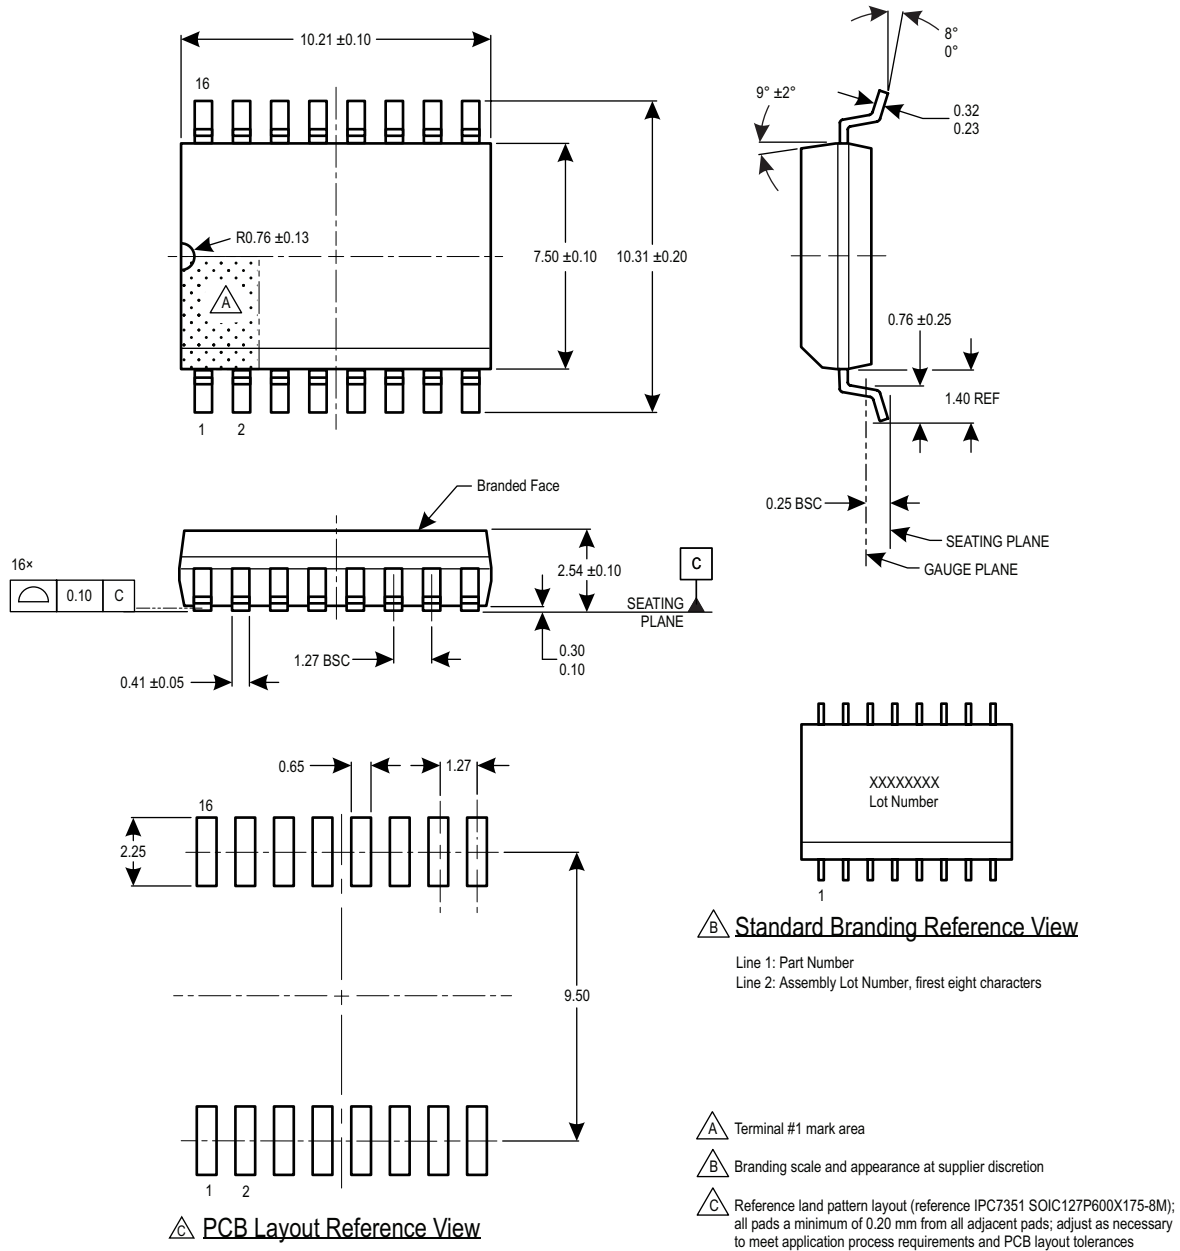 10.21 ±0.10
16
R0.76 ±0.13
A
7.50 ±0.10
10.31 ±0.20
1 2
8°
0°
9° ±2°
0.32
0.23
0.76 ±0.25
1.40 REF
0.25 BSC
SEATING PLANE
GAUGE PLANE
Branded Face
16×
0.10 C
2.54 ±0.10
C
SEATING
PLANE
0.30
0.10
1.27 BSC
0.41 ±0.05
0.65
1.27
16
2.25
9.50
1 2
C PCB Layout Reference View
XXXXXXXX
Lot Number
1
B Standard Branding Reference View
Line 1: Part Number
Line 2: Assembly Lot Number, firest eight characters
A Terminal #1 mark area
B Branding scale and appearance at supplier discretion
C Reference land pattern layout (reference IPC7351 SOIC127P600X175-8M);
all pads a minimum of 0.20 mm from all adjacent pads; adjust as necessary
to meet application process requirements and PCB layout tolerances